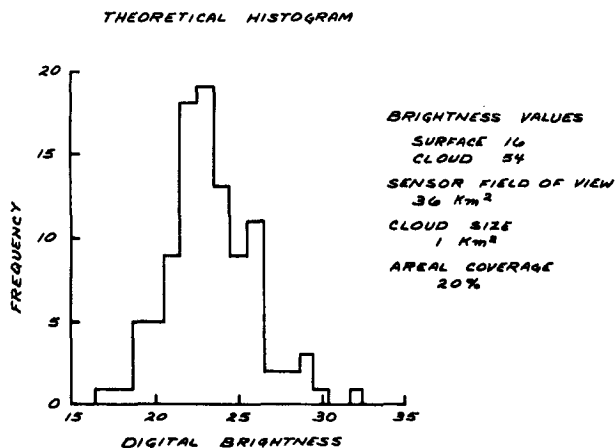 THEORETICAL HISTOGRAM
20
15
10
5
0
FREQUENCY
15 20 25 30 35
DIGITAL BRIGHTNESS
BRIGHTNESS VALUES
SURFACE 16
CLOUD 54
SENSOR FIELD OF VIEW
36 Km²
CLOUD SIZE
1 Km²
AREAL COVERAGE
20%